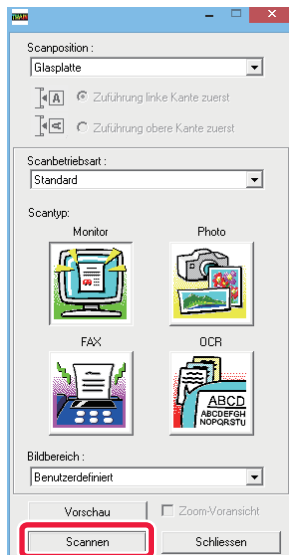 Scanposition :
Glasplatte
A Zuführung linke Kante zuerst
A Zuführung obere Kante zuerst
Scanbetriebsart :
Standard
Scantyp:
Monitor Photo
FAX OCR
ABCD
ABCDEFGH
NOPQRSTU
Bildbereich :
Benutzerdefiniert
Vorschau Zoom-Voransicht
Scannen Schliessen